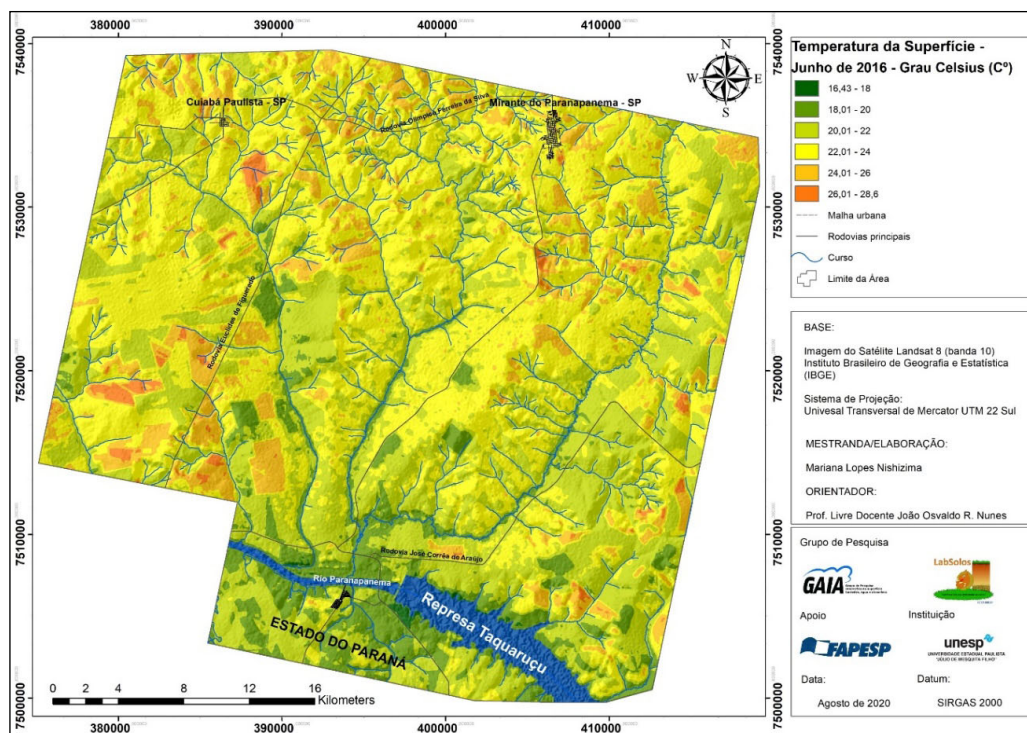 380000 390000 400000 410000
7540000
7530000
7520000
7510000
7500000
380000 390000 400000 410000
N
W E
S
Cuiabá Paulista - SP
Mirante do Paranapanema - SP
Rodovia Olímpico Ferreira da Silva
Rodovia Euclides de Figueiredo
Rodovia José Corrêa de Araújo
Rio Paranapanema
Represa Taquaruçu
ESTADO DO PARANÁ
0 2 4 8 12 16
Kilometers
Temperatura da Superfície -
Junho de 2016 - Grau Celsius (Cº)
16,43 - 18
18,01 - 20
20,01 - 22
22,01 - 24
24,01 - 26
26,01 - 28,6
Malha urbana
Rodovias principais
Curso
Limite da Área
BASE:
Imagem do Satélite Landsat 8 (banda 10)
Instituto Brasileiro de Geografia e Estatística
(IBGE)
Sistema de Projeção:
Univesal Transversal de Mercator UTM 22 Sul
MESTRANDA/ELABORAÇÃO:
Mariana Lopes Nishizima
ORIENTADOR:
Prof. Livre Docente João Osvaldo R. Nunes
Grupo de Pesquisa
GAIA
LabSolos
Apoio Instituição
FAPESP
unesp
UNIVERSIDADE ESTADUAL PAULISTA
"JÚLIO DE MESQUITA FILHO"
Data: Datum:
Agosto de 2020 SIRGAS 2000